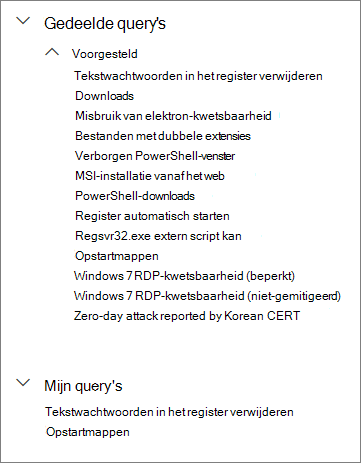 Gedeelde query's
Voorgesteld
Tekstwachtwoorden in het register verwijderen
Downloads
Misbruik van elektron-kwetsbaarheid
Bestanden met dubbele extensies
Verborgen PowerShell-venster
MSI-installatie vanaf het web
PowerShell-downloads
Register automatisch starten
Regsvr32.exe extern script kan
Opstartmappen
Windows 7 RDP-kwetsbaarheid (beperkt)
Windows 7 RDP-kwetsbaarheid (niet-gemitigeerd)
Zero-day attack reported by Korean CERT
Mijn query's
Tekstwachtwoorden in het register verwijderen
Opstartmappen